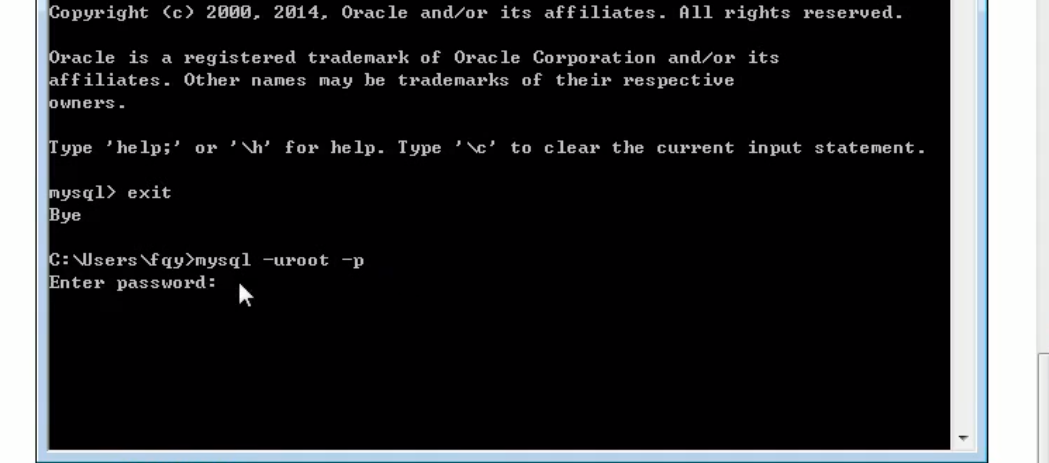 Copyright (c) 2000, 2014, Oracle and/or its affiliates. All rights reserved.
Oracle is a registered trademark of Oracle Corporation and/or its
affiliates. Other names may be trademarks of their respective
owners.
Type 'help;' or '\h' for help. Type '\c' to clear the current input statement.
mysql> exit
Bye
C:\Users\fqy>mysql -uroot -p
Enter password: